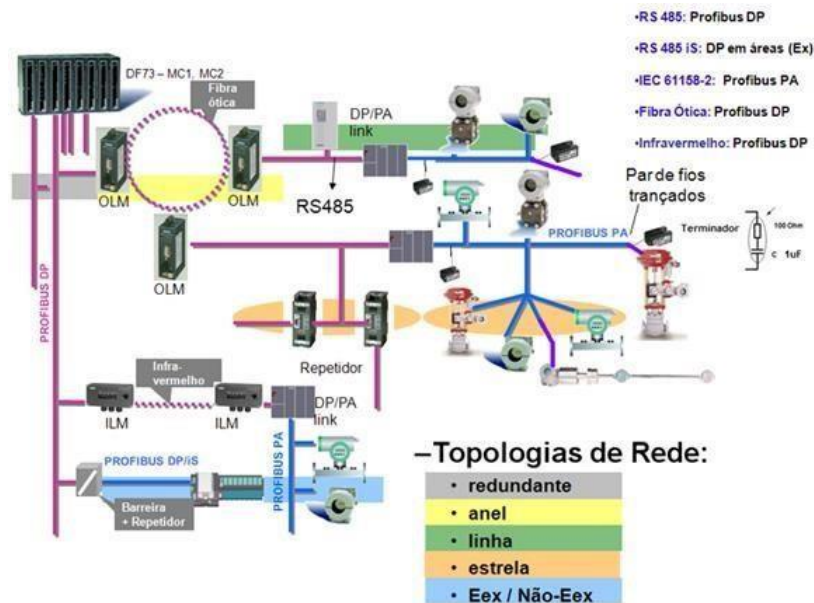 •RS 485: Profibus DP
•RS 485 iS: DP em áreas (Ex)
•IEC 61158-2: Profibus PA
•Fibra Ótica: Profibus DP
•Infravermelho: Profibus DP
DF73 – MC1, MC2
Fibra
ótica
DP/PA
link
OLM
OLM
RS485
Par de fios
trançados
Terminador
100 Ohm
C 1uF
PROFIBUS PA
OLM
PROFIBUS DP
Repetidor
Infra-
vermelho
ILM
ILM
DP/PA
link
PROFIBUS DP/iS
PROFIBUS PA
Barreira
+ Repetidor
–Topologias de Rede:
• redundante
• anel
• linha
• estrela
• Eex / Não-Eex